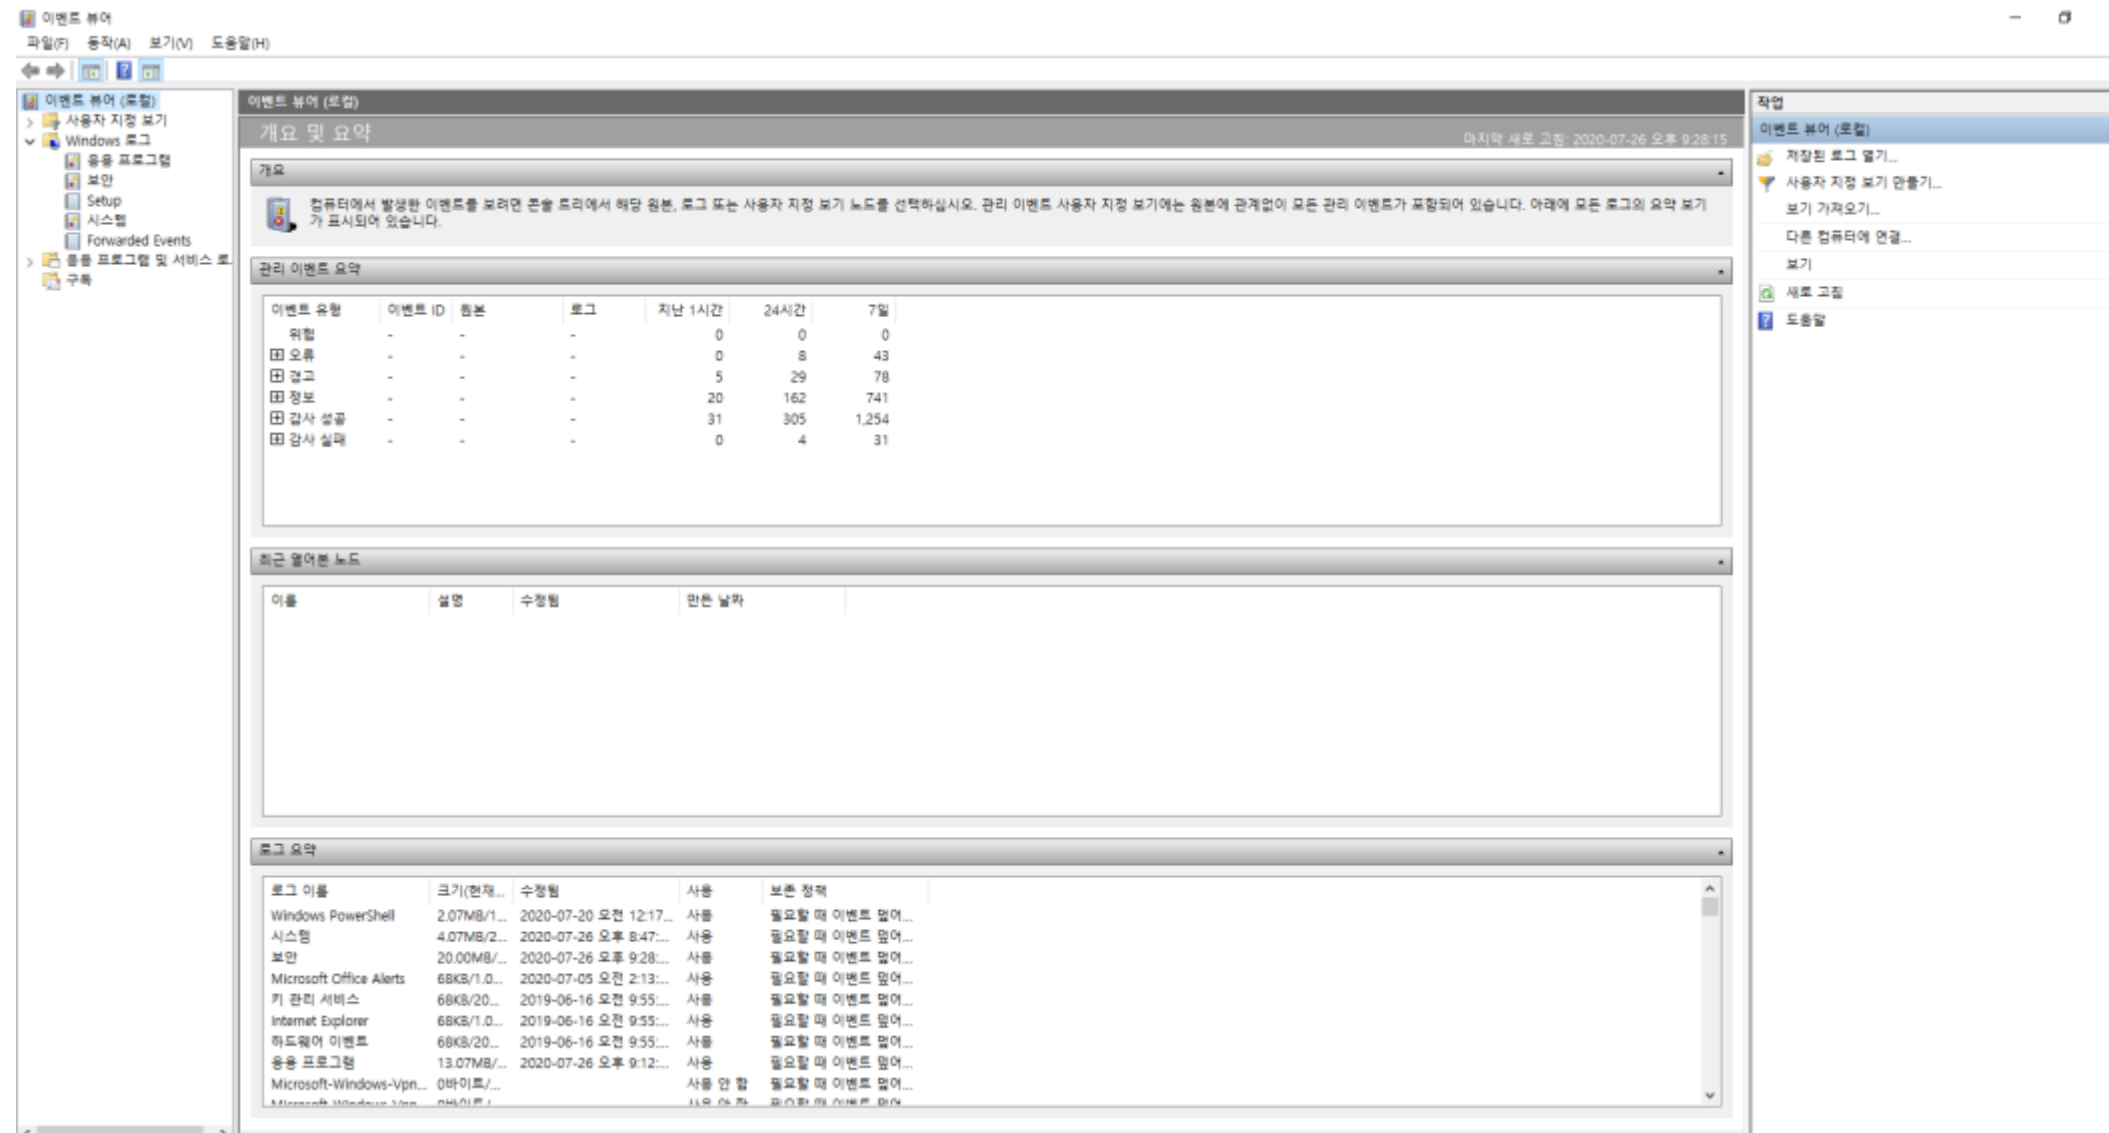 이벤트 뷰어
파일(F) 동작(A) 보기(V) 도움말(H)
이벤트 뷰어 (로컬)
사용자 지정 보기
Windows 로그
응용 프로그램
보안
Setup
시스템
Forwarded Events
응용 프로그램 및 서비스 로
구독
이벤트 뷰어 (로컬)
개요 및 요약
마지막 새로 고침: 2020-07-26 오후 9:28:15
개요
컴퓨터에서 발생한 이벤트를 보려면 콘솔 트리에서 해당 원본, 로그 또는 사용자 지정 보기 노드를 선택하십시오. 관리 이벤트 사용자 지정 보기에는 원본에 관계없이 모든 관리 이벤트가 포함되어 있습니다. 아래에 모든 로그의 요약 보기
가 표시되어 있습니다.
관리 이벤트 요약
이벤트 유형 이벤트 ID 원본 로그 지난 1시간 24시간 7일
위험 - - - 0 0 0
오류 - - - 0 8 43
경고 - - - 5 29 78
정보 - - - 20 162 741
감사 성공 - - - 31 305 1,254
감사 실패 - - - 0 4 31
최근 열어본 노드
이름 설명 수정됨 만든 날짜
로그 요약
로그 이름 크기(현재... 수정됨 사용 보존 정책
Windows PowerShell 2.07MB/1... 2020-07-20 오전 12:17... 사용 필요할 때 이벤트 덮어...
시스템 4.07MB/2... 2020-07-26 오후 8:47:... 사용 필요할 때 이벤트 덮어...
보안 20.00MB/... 2020-07-26 오후 9:28:... 사용 필요할 때 이벤트 덮어...
Microsoft Office Alerts 68KB/1.0... 2020-07-05 오전 2:13:... 사용 필요할 때 이벤트 덮어...
키 관리 서비스 68KB/20... 2019-06-16 오전 9:55:... 사용 필요할 때 이벤트 덮어...
Internet Explorer 68KB/1.0... 2019-06-16 오전 9:55:... 사용 필요할 때 이벤트 덮어...
하드웨어 이벤트 68KB/20... 2019-06-16 오전 9:55:... 사용 필요할 때 이벤트 덮어...
응용 프로그램 13.07MB/... 2020-07-26 오후 9:12:... 사용 필요할 때 이벤트 덮어...
Microsoft-Windows-Vpn... 0바이트/... 사용 안 함 필요할 때 이벤트 덮어...
Microsoft-Windows-Vpn 0바이트/ 사용 안 함 필요할 때 이벤트 덮어
작업
이벤트 뷰어 (로컬)
저장된 로그 열기...
사용자 지정 보기 만들기...
보기 가져오기...
다른 컴퓨터에 연결...
보기
새로 고침
도움말